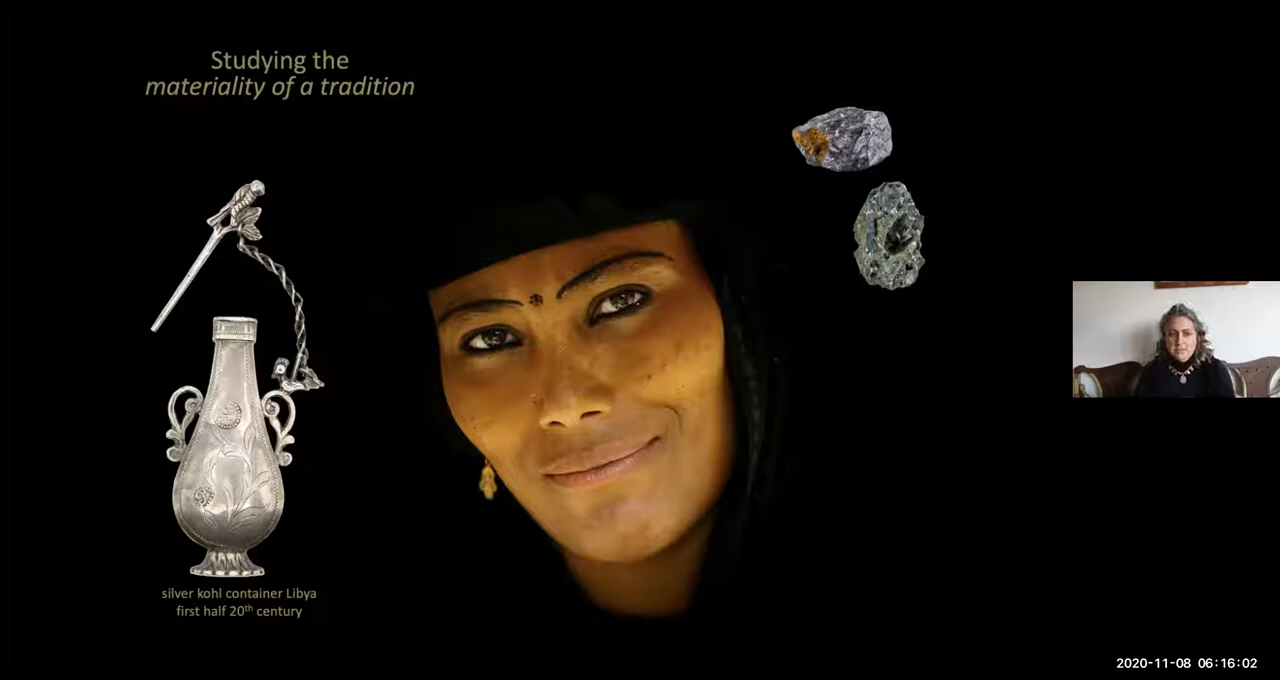 Studying the
materiality of a tradition
silver kohl container Libya
first half 20th century
2020-11-08 06:16:02